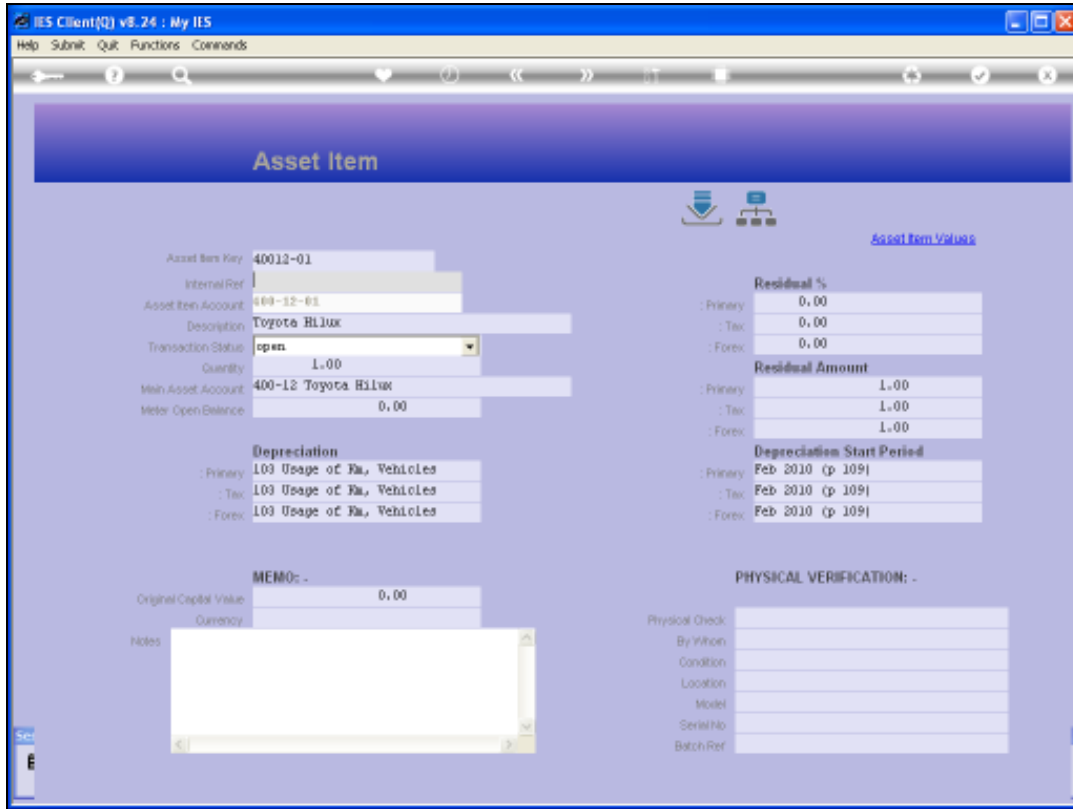 IES Client(Q) v8.24 : My IES
Help Submit Quit Functions Commands
Asset Item
Asset Item Values
Asset Item Key 40012-01
Internal Ref
Asset Item Account 400-12-01
Description Toyota Hilux
Transaction Status open
Quantity 1.00
Main Asset Account 400-12 Toyota Hilux
Meter Open Balance 0.00
Residual %
: Primary 0.00
: Tax 0.00
: Forex 0.00
Residual Amount
: Primary 1.00
: Tax 1.00
: Forex 1.00
Depreciation
: Primary 103 Usage of Km, Vehicles
: Tax 103 Usage of Km, Vehicles
: Forex 103 Usage of Km, Vehicles
Depreciation Start Period
: Primary Feb 2010 (p 109)
: Tax Feb 2010 (p 109)
: Forex Feb 2010 (p 109)
MEMO: -
Original Capital Value 0.00
Currency
Notes
PHYSICAL VERIFICATION: -
Physical Check
By Whom
Condition
Location
Model
Serial No
Batch Ref